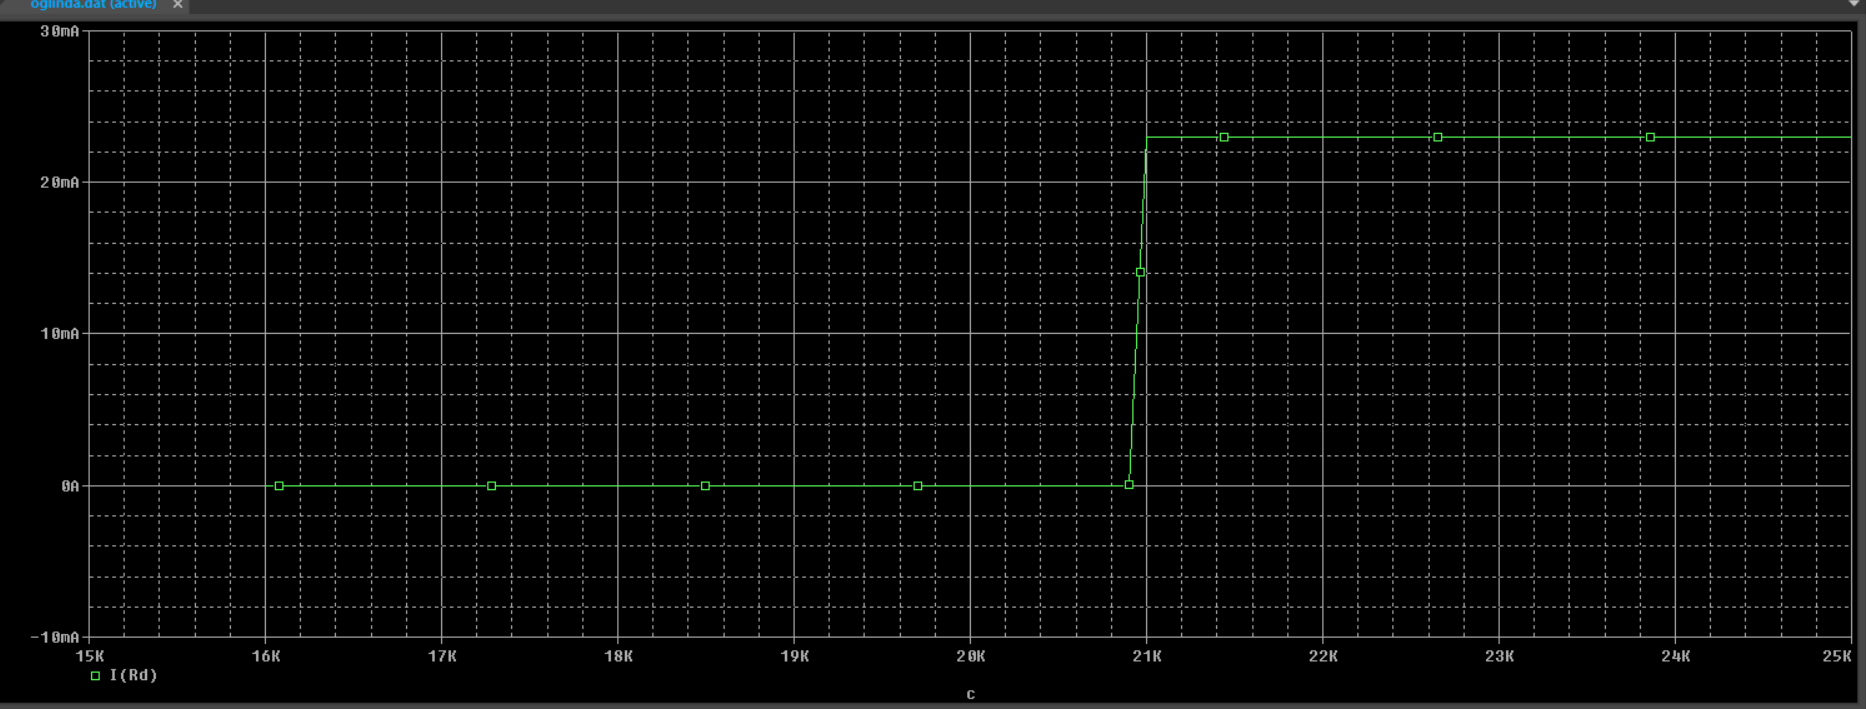 oglinda.dat (active)
30mA
20mA
10mA
0A
-10mA
15K 16K 17K 18K 19K 20K 21K 22K 23K 24K 25K
I(Rd)
c